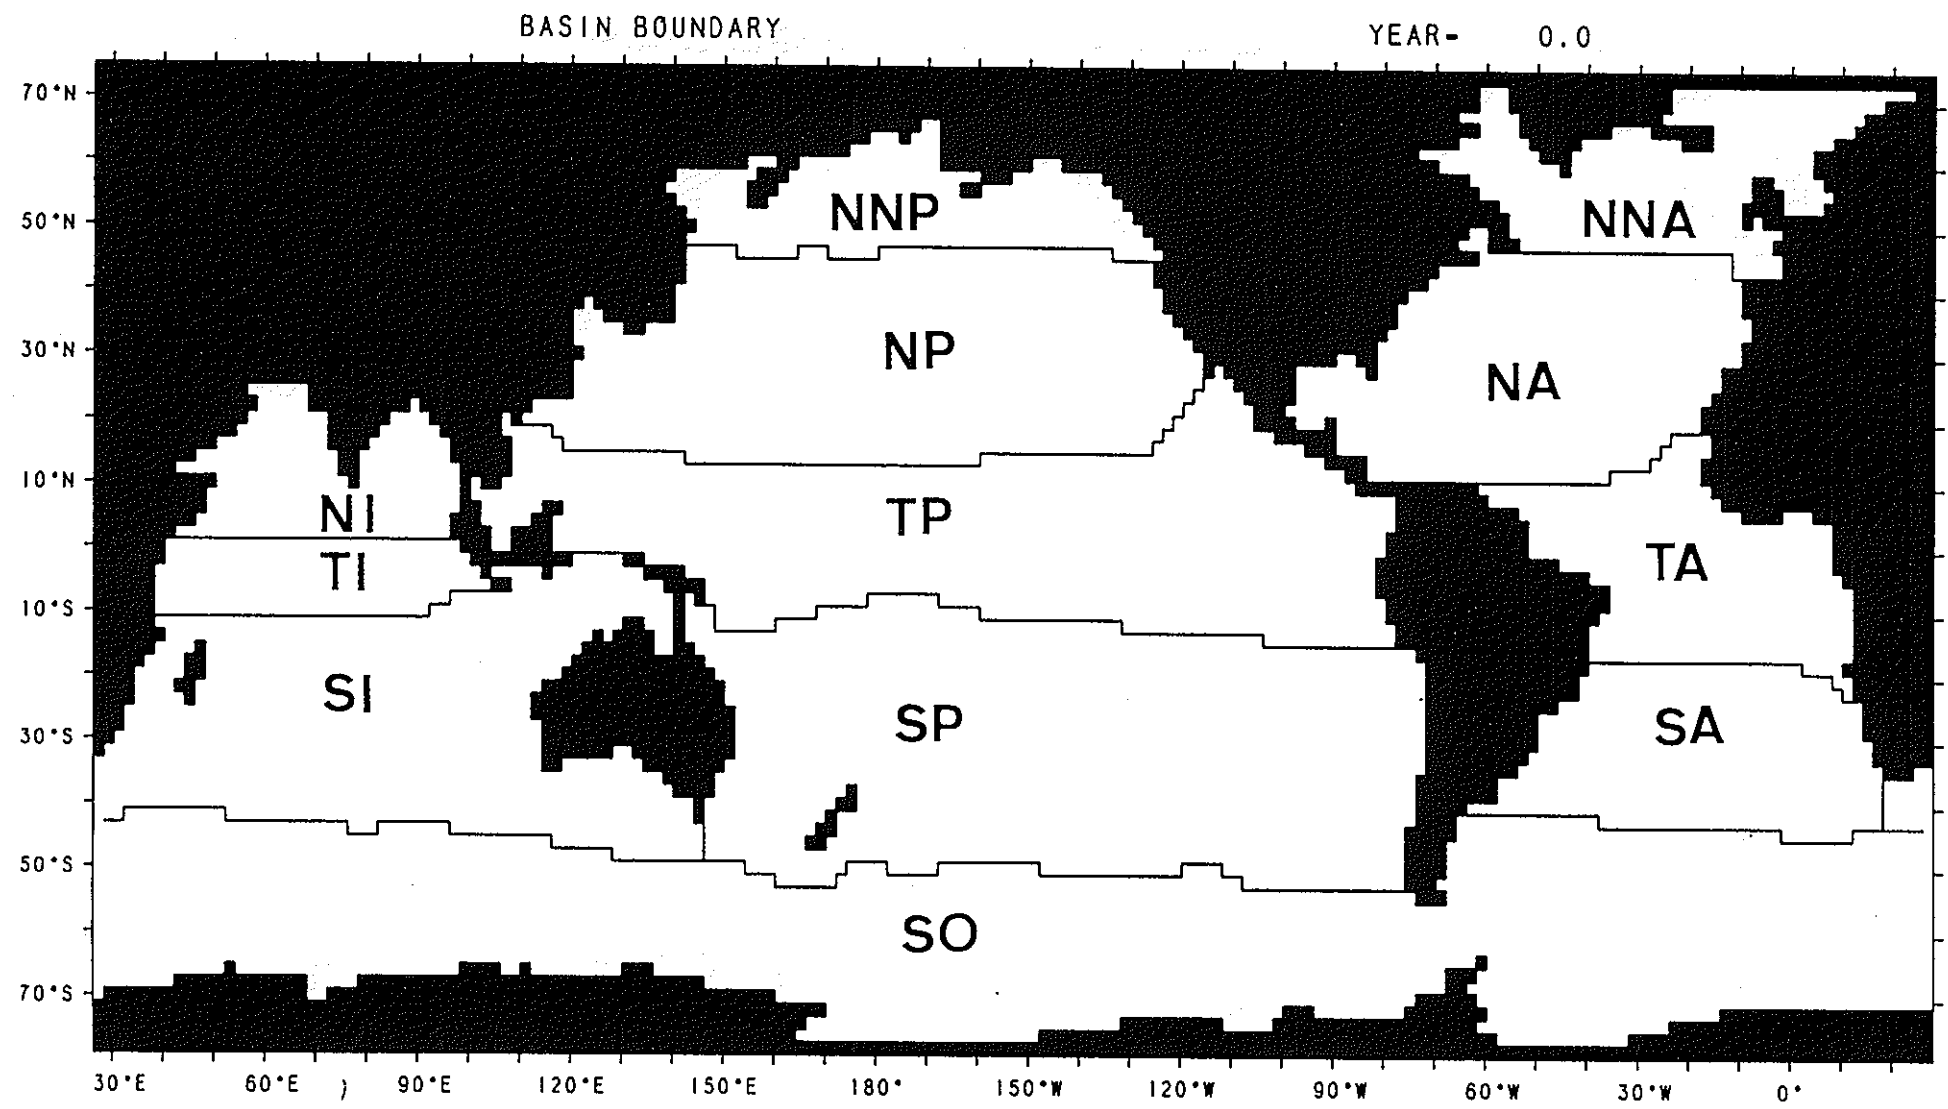 BASIN BOUNDARY YEAR- 0.0
70°N
50°N
NNP NNA
30°N
NP NA
10°N
NI TP
TI TA
10°S
SI SP SA
30°S
50°S
SO
70°S
30°E 60°E ) 90°E 120°E 150°E 180° 150°W 120°W 90°W 60°W 30°W 0°